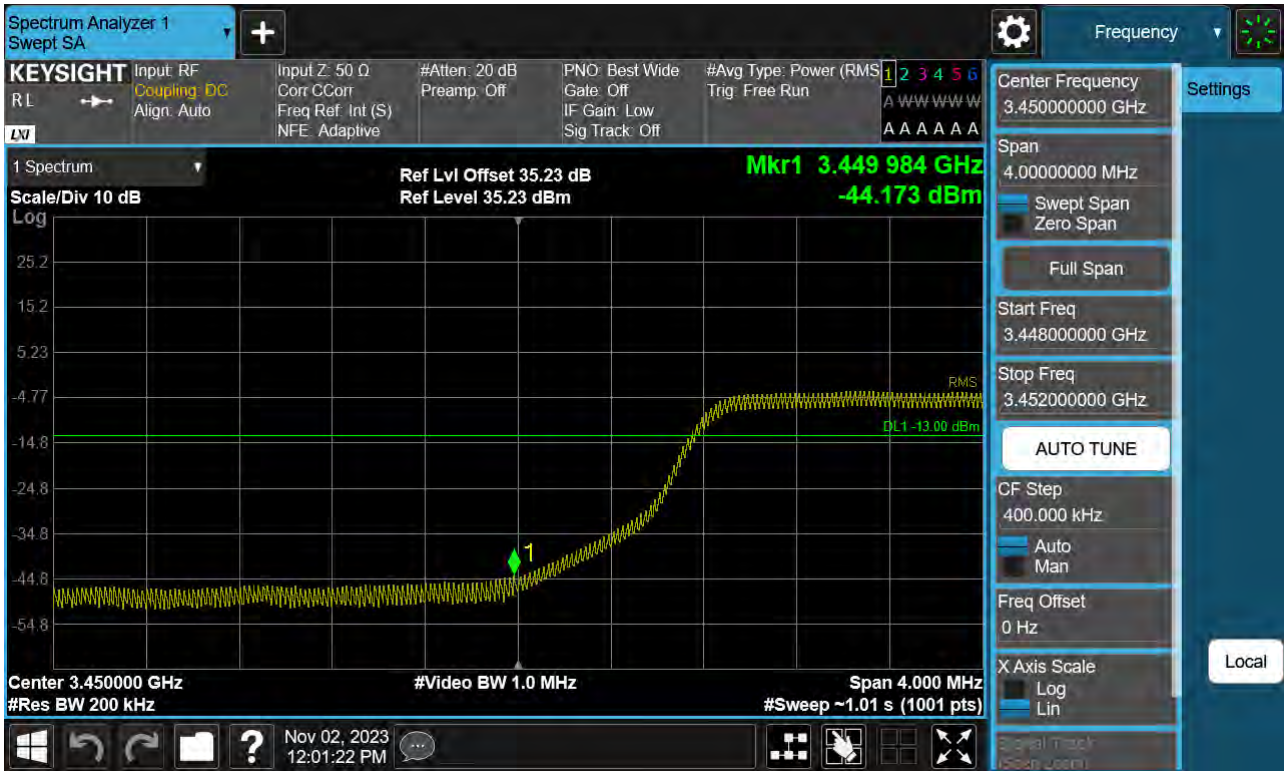 Spectrum Analyzer 1
Swept SA
+
Frequency
KEYSIGHT
RL
LXI
Input: RF
Coupling: DC
Align: Auto
Input Z: 50 Ω
Corr CCorr
Freq Ref: Int (S)
NFE: Adaptive
#Atten: 20 dB
Preamp: Off
PNO: Best Wide
Gate: Off
IF Gain: Low
Sig Track: Off
#Avg Type: Power (RMS
Trig: Free Run
1 2 3 4 5 6
A W W W W W
A A A A A A
1 Spectrum
Scale/Div 10 dB
Log
Ref Lvl Offset 35.23 dB
Ref Level 35.23 dBm
Mkr1 3.449 984 GHz
-44.173 dBm
25.2
15.2
5.23
-4.77
-14.8
-24.8
-34.8
-44.8
-54.8
RMS
DL1 -13.00 dBm
1
Center 3.450000 GHz
#Res BW 200 kHz
#Video BW 1.0 MHz
Span 4.000 MHz
#Sweep ~1.01 s (1001 pts)
Center Frequency
3.450000000 GHz
Span
4.00000000 MHz
Swept Span
Zero Span
Full Span
Start Freq
3.448000000 GHz
Stop Freq
3.452000000 GHz
AUTO TUNE
CF Step
400.000 kHz
Auto
Man
Freq Offset
0 Hz
X Axis Scale
Log
Lin
Signal Track
(Span Zoom)
Settings
Local
?
Nov 02, 2023
12:01:22 PM